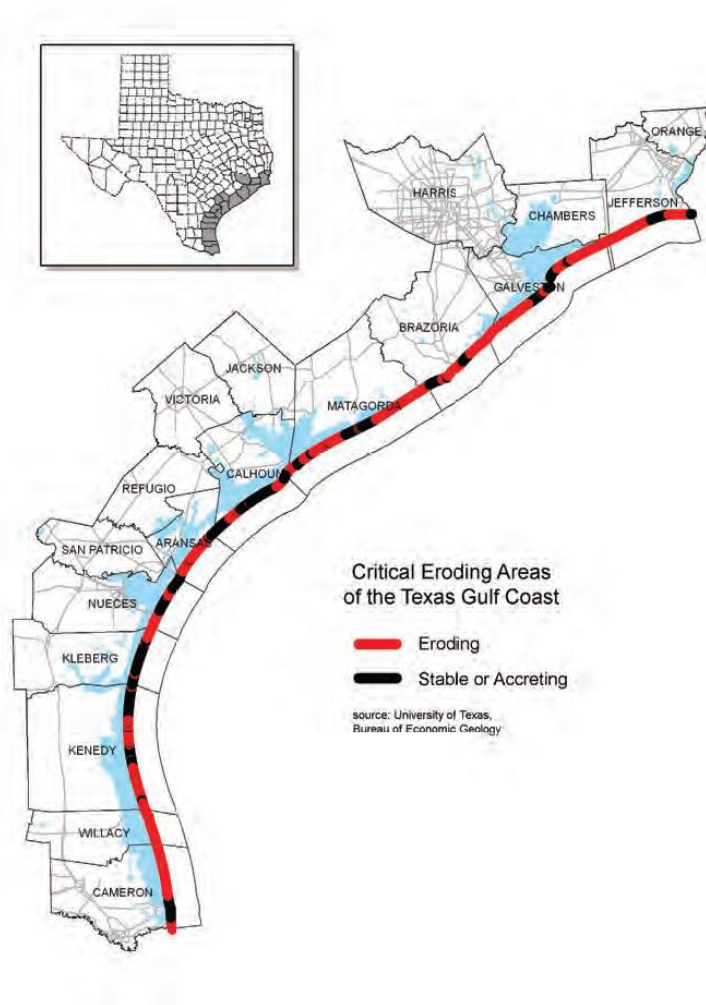 ORANGE
HARRIS
JEFFERSON
CHAMBERS
GALVESTON
BRAZORIA
JACKSON
VICTORIA
MATAGORDA
CALHOUN
REFUGIO
ARANSAS
SAN PATRICIO
NUECES
KLEBERG
KENEDY
WILLACY
CAMERON
Critical Eroding Areas
of the Texas Gulf Coast
Eroding
Stable or Accreting
source: University of Texas,
Bureau of Economic Geology